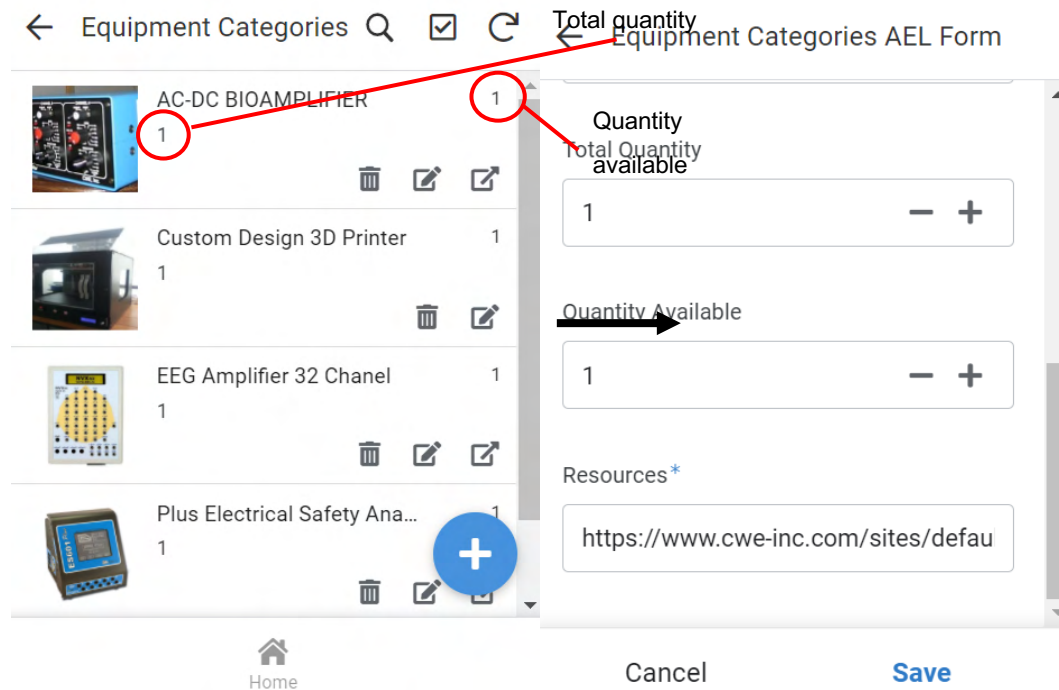 Equipment Categories
AC-DC BIOAMPLIFIER 1
1
Custom Design 3D Printer 1
1
EEG Amplifier 32 Chanel 1
1
Plus Electrical Safety Ana... 1
1
ES601 Plus
Home
Total quantity
Equipment Categories AEL Form
Quantity
available
Total Quantity
1
Quantity Available
1
Resources*
https://www.cwe-inc.com/sites/defau
Cancel Save